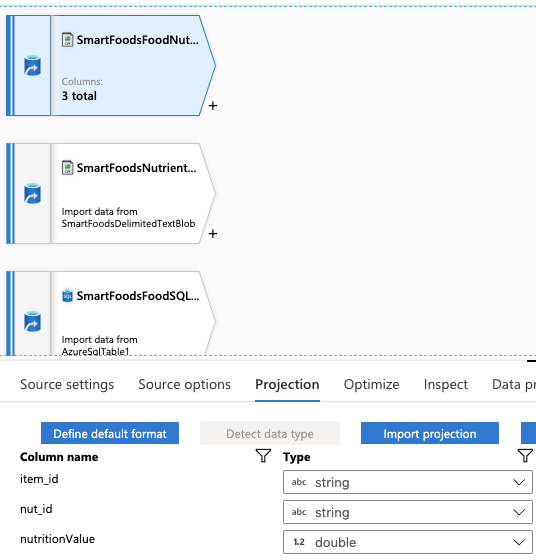 SmartFoodsFoodNut...
Columns:
3 total
+
SmartFoodsNutrient...
Import data from
SmartFoodsDelimitedTextBlob
+
SmartFoodsFoodSQL...
Import data from
AzureSqlTable1
Source settings Source options Projection Optimize Inspect Data pr
Define default format Detect data type Import projection
Column name Type
item_id abc string
nut_id abc string
nutritionValue 1.2 double